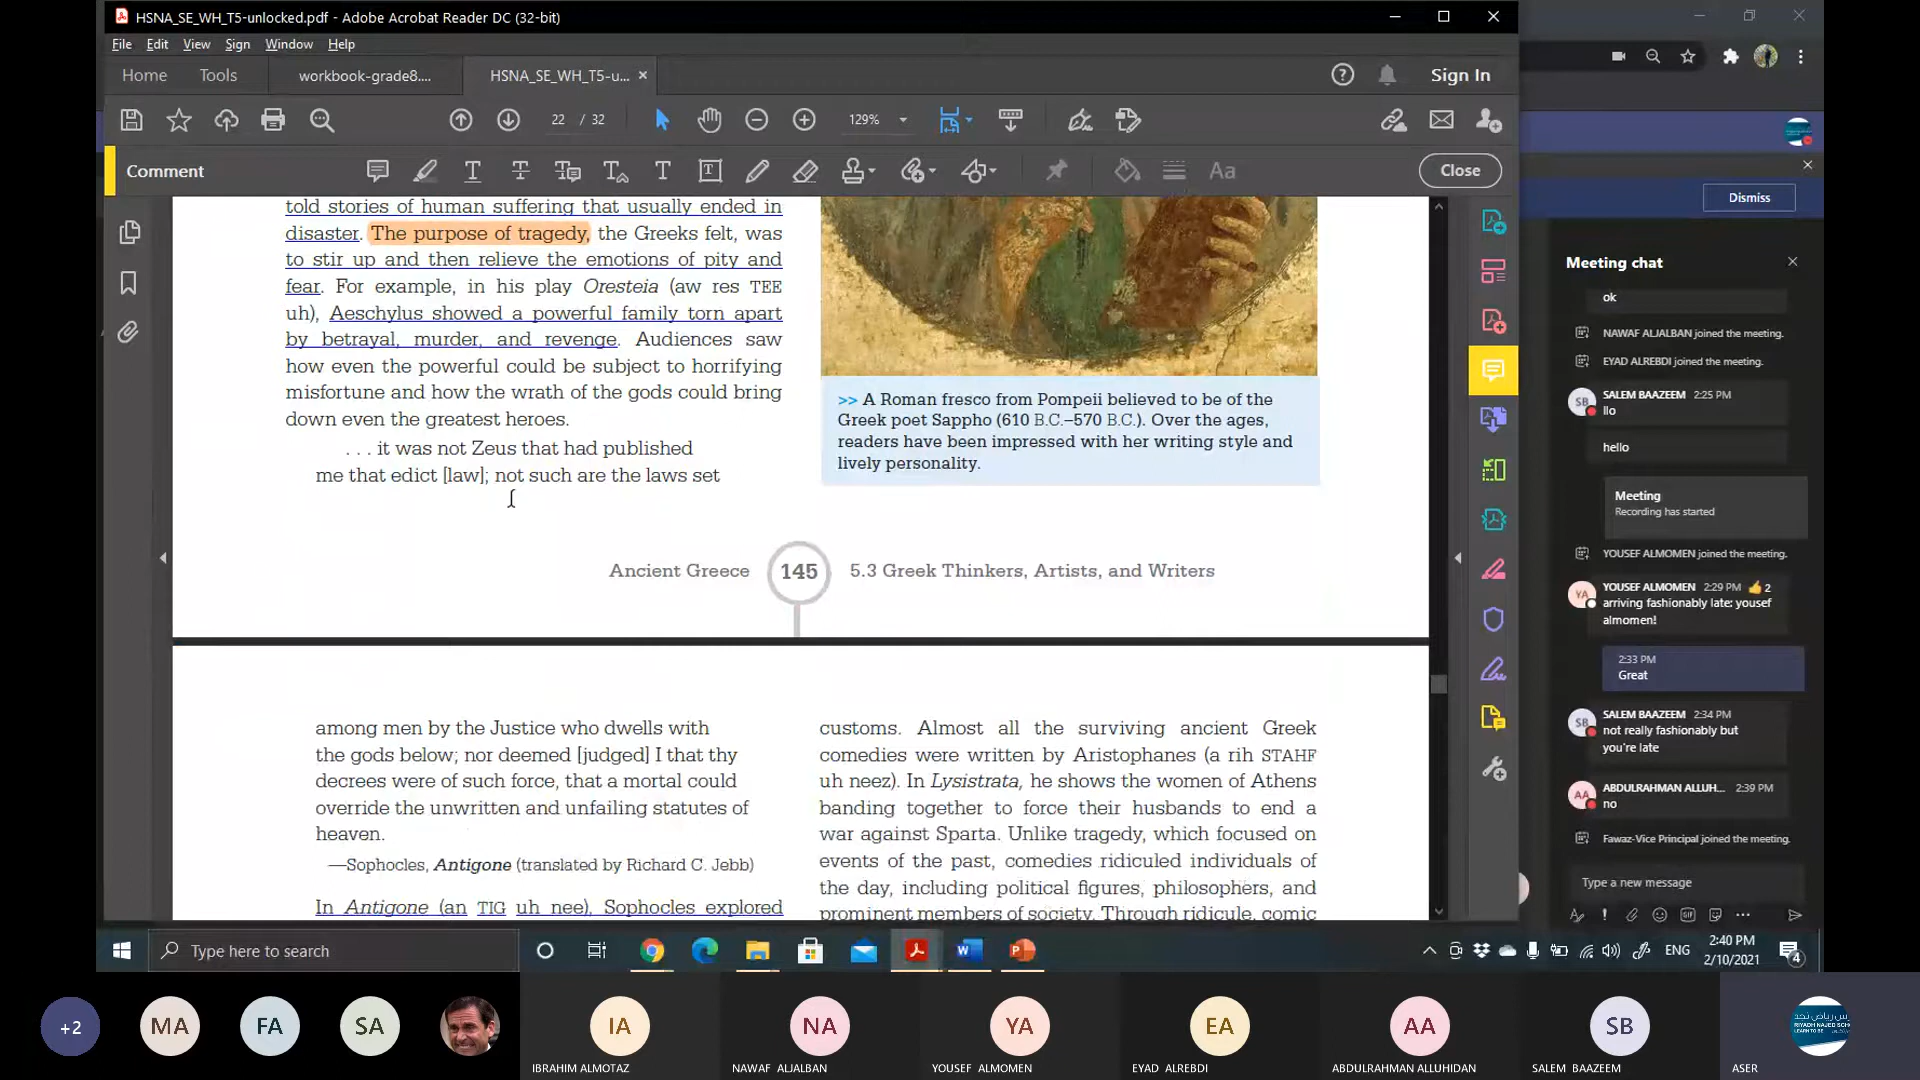 HSNA_SE_WH_T5-unlocked.pdf - Adobe Acrobat Reader DC (32-bit)
File Edit View Sign Window Help
Home Tools workbook-grade8.... HSNA_SE_WH_T5-u... Sign In
22 / 32 129%
Comment Close
Aa
told stories of human suffering that usually ended in
disaster. The purpose of tragedy, the Greeks felt, was
to stir up and then relieve the emotions of pity and
fear. For example, in his play Oresteia (aw res TEE
uh), Aeschylus showed a powerful family torn apart
by betrayal, murder, and revenge. Audiences saw
how even the powerful could be subject to horrifying
misfortune and how the wrath of the gods could bring
down even the greatest heroes.
. . . it was not Zeus that had published
me that edict [law]; not such are the laws set
>> A Roman fresco from Pompeii believed to be of the
Greek poet Sappho (610 B.C.–570 B.C.). Over the ages,
readers have been impressed with her writing style and
lively personality.
Ancient Greece 145 5.3 Greek Thinkers, Artists, and Writers
among men by the Justice who dwells with
the gods below; nor deemed [judged] I that thy
decrees were of such force, that a mortal could
override the unwritten and unfailing statutes of
heaven.
—Sophocles, Antigone (translated by Richard C. Jebb)
In Antigone (an TIG uh nee), Sophocles explored
customs. Almost all the surviving ancient Greek
comedies were written by Aristophanes (a rih STAHF
uh neez). In Lysistrata, he shows the women of Athens
banding together to force their husbands to end a
war against Sparta. Unlike tragedy, which focused on
events of the past, comedies ridiculed individuals of
the day, including political figures, philosophers, and
prominent members of society. Through ridicule, comic
Dismiss
Meeting chat
ok
NAWAF ALJALBAN joined the meeting.
EYAD ALREBDI joined the meeting.
SB SALEM BAAZEEM 2:25 PM
llo
hello
Meeting
Recording has started
YOUSEF ALMOMEN joined the meeting.
YA YOUSEF ALMOMEN 2:29 PM 👍 2
arriving fashionably late: yousef
almomen!
2:33 PM
Great
SB SALEM BAAZEEM 2:34 PM
not really fashionably but
you're late
AA ABDULRAHMAN ALLUH... 2:39 PM
no
Fawaz-Vice Principal joined the meeting.
Type a new message
GIF
Type here to search
ENG 2:40 PM
2/10/2021 4
+2 MA FA SA IA NA YA EA AA SB
RIYADH NAJED SCH
IBRAHIM ALMOTAZ NAWAF ALJALBAN YOUSEF ALMOMEN EYAD ALREBDI ABDULRAHMAN ALLUHIDAN SALEM BAAZEEM ASER